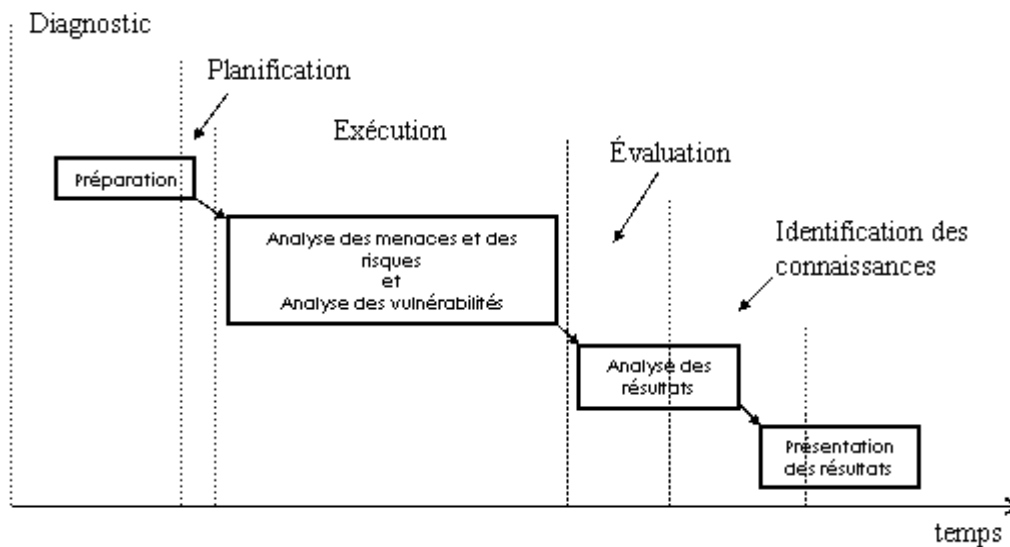 Diagnostic
Planification
Exécution
Évaluation
Préparation
Analyse des menaces et des
risques
et
Analyse des vulnérabilités
Identification des
connaissances
Analyse des
résultats
Présentation
des résultats
temps